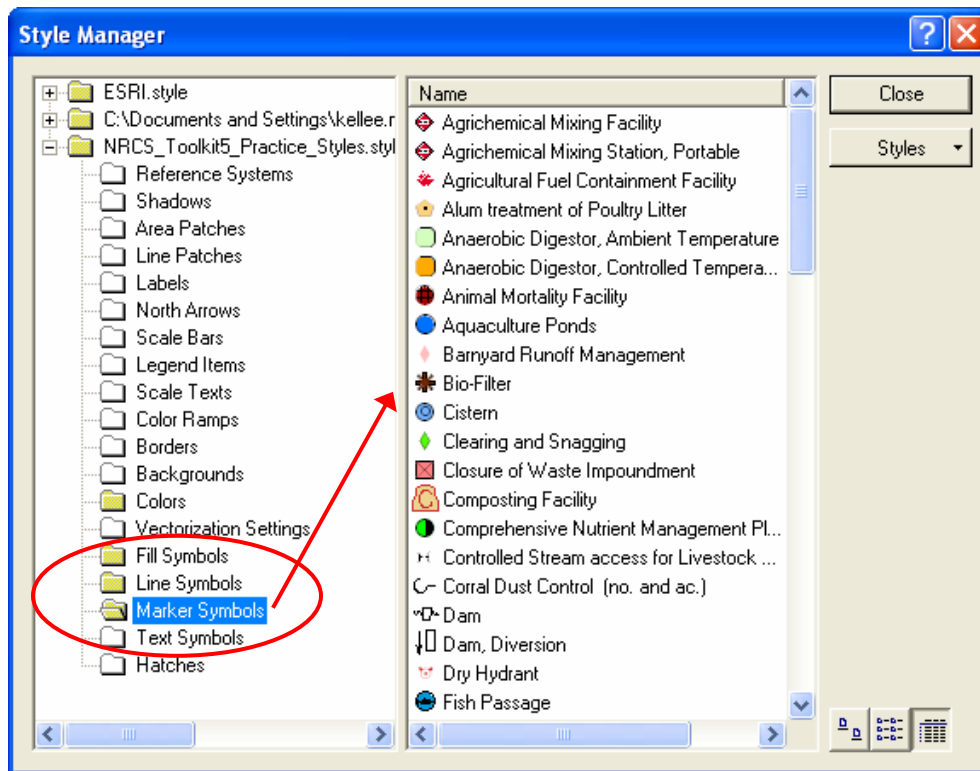 Style Manager
ESRI.style
C:\Documents and Settings\kellee.r
NRCS_Toolkit5_Practice_Styles.styl
Reference Systems
Shadows
Area Patches
Line Patches
Labels
North Arrows
Scale Bars
Legend Items
Scale Texts
Color Ramps
Borders
Backgrounds
Colors
Vectorization Settings
Fill Symbols
Line Symbols
Marker Symbols
Text Symbols
Hatches
Name
Agrichemical Mixing Facility
Agrichemical Mixing Station, Portable
Agricultural Fuel Containment Facility
Alum treatment of Poultry Litter
Anaerobic Digestor, Ambient Temperature
Anaerobic Digestor, Controlled Tempera...
Animal Mortality Facility
Aquaculture Ponds
Barnyard Runoff Management
Bio-Filter
Cistern
Clearing and Snagging
Closure of Waste Impoundment
Composting Facility
Comprehensive Nutrient Management Pl...
Controlled Stream access for Livestock ...
Corral Dust Control (no. and ac.)
Dam
Dam, Diversion
Dry Hydrant
Fish Passage
Close
Styles